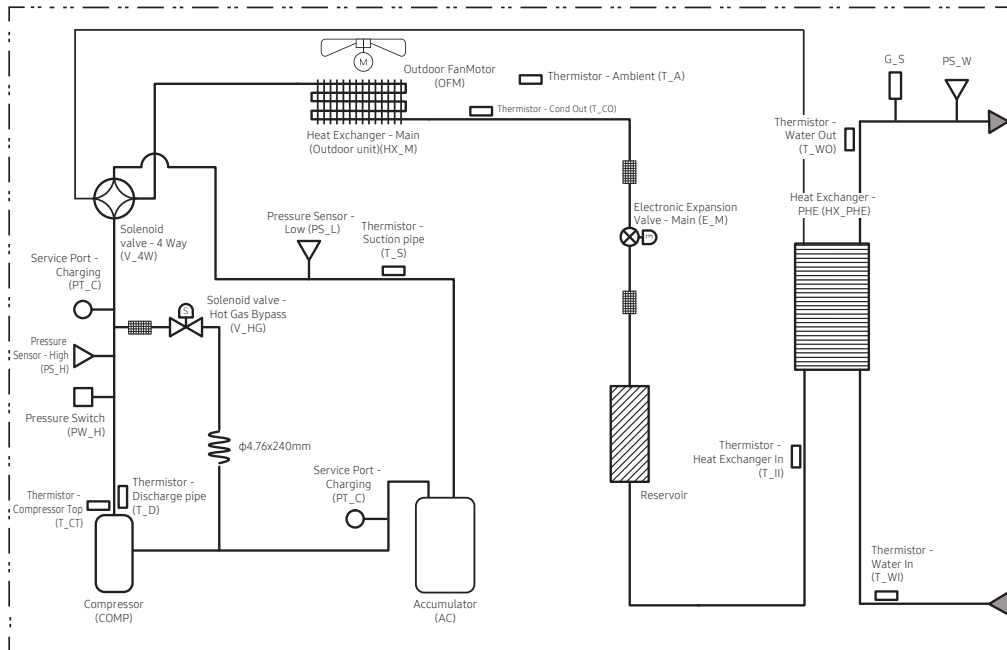 M
Outdoor FanMotor
(OFM)
Thermistor - Ambient (T_A)
G_S
PS_W
Thermistor - Cond Out (T_CO)
Heat Exchanger - Main
(Outdoor unit)(HX_M)
Thermistor -
Water Out
(T_WO)
Heat Exchanger -
PHE (HX_PHE)
Solenoid
valve - 4 Way
(V_4W)
Pressure Sensor -
Low (PS_L)
Thermistor -
Suction pipe
(T_S)
Electronic Expansion
Valve - Main (E_M)
E
Service Port -
Charging
(PT_C)
S
Solenoid valve -
Hot Gas Bypass
(V_HG)
Pressure
Sensor - High
(PS_H)
Pressure Switch
(PW_H)
ф4.76x240mm
Thermistor -
Heat Exchanger In
(T_II)
Service Port -
Charging
(PT_C)
Reservoir
Thermistor -
Compressor Top
(T_CT)
Thermistor -
Discharge pipe
(T_D)
Thermistor -
Water In
(T_WI)
Compressor
(COMP)
Accumulator
(AC)